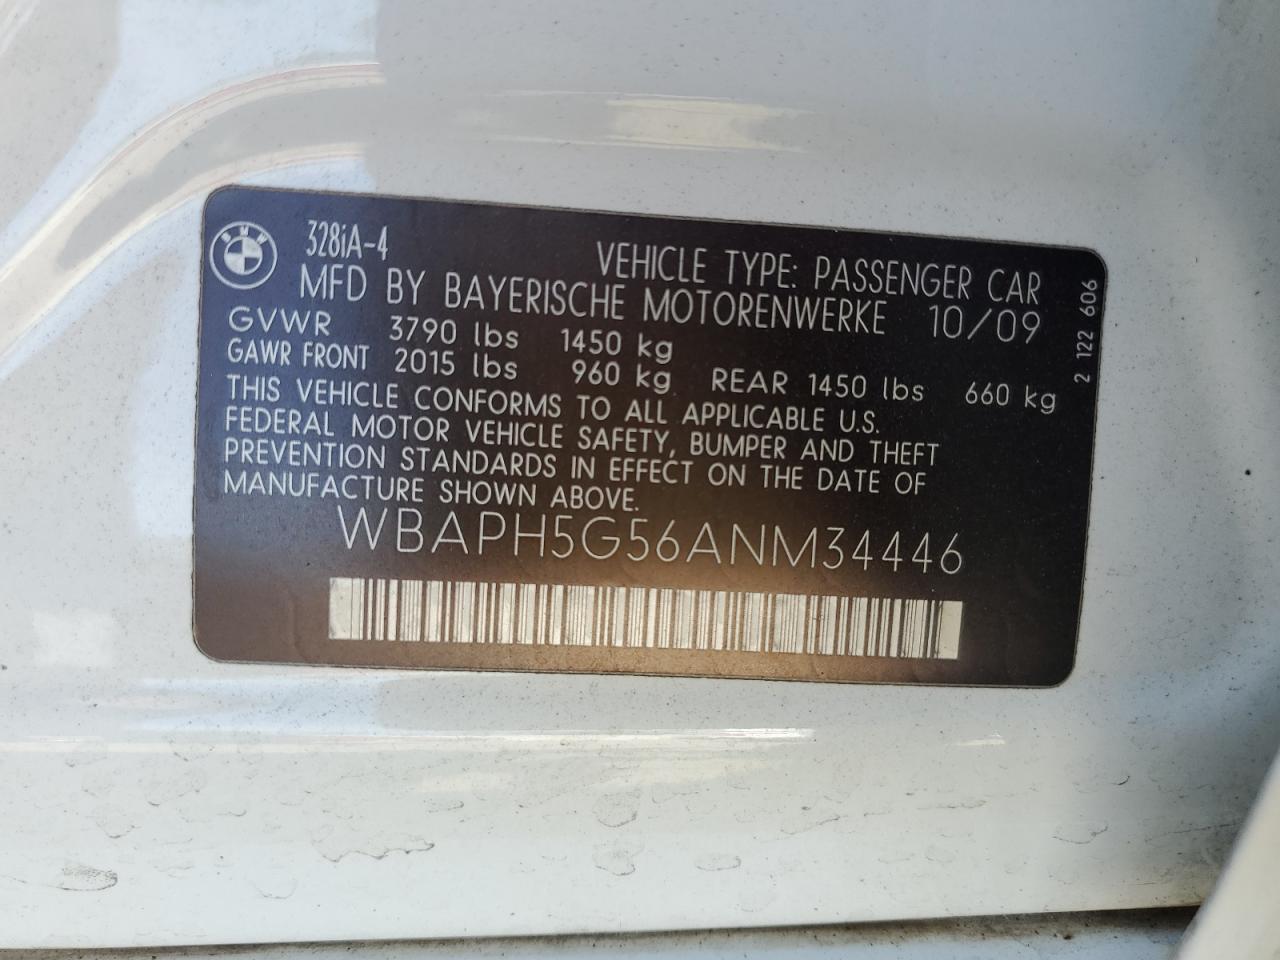 BMW
328iA-4
VEHICLE TYPE: PASSENGER CAR
MFD BY BAYERISCHE MOTORENWERKE 10/09
GVWR 3790 lbs 1450 kg
GAWR FRONT 2015 lbs 960 kg REAR 1450 lbs 660 kg
THIS VEHICLE CONFORMS TO ALL APPLICABLE U.S.
FEDERAL MOTOR VEHICLE SAFETY, BUMPER AND THEFT
PREVENTION STANDARDS IN EFFECT ON THE DATE OF
MANUFACTURE SHOWN ABOVE.
WBAPH5G56ANM34446
2 122 606